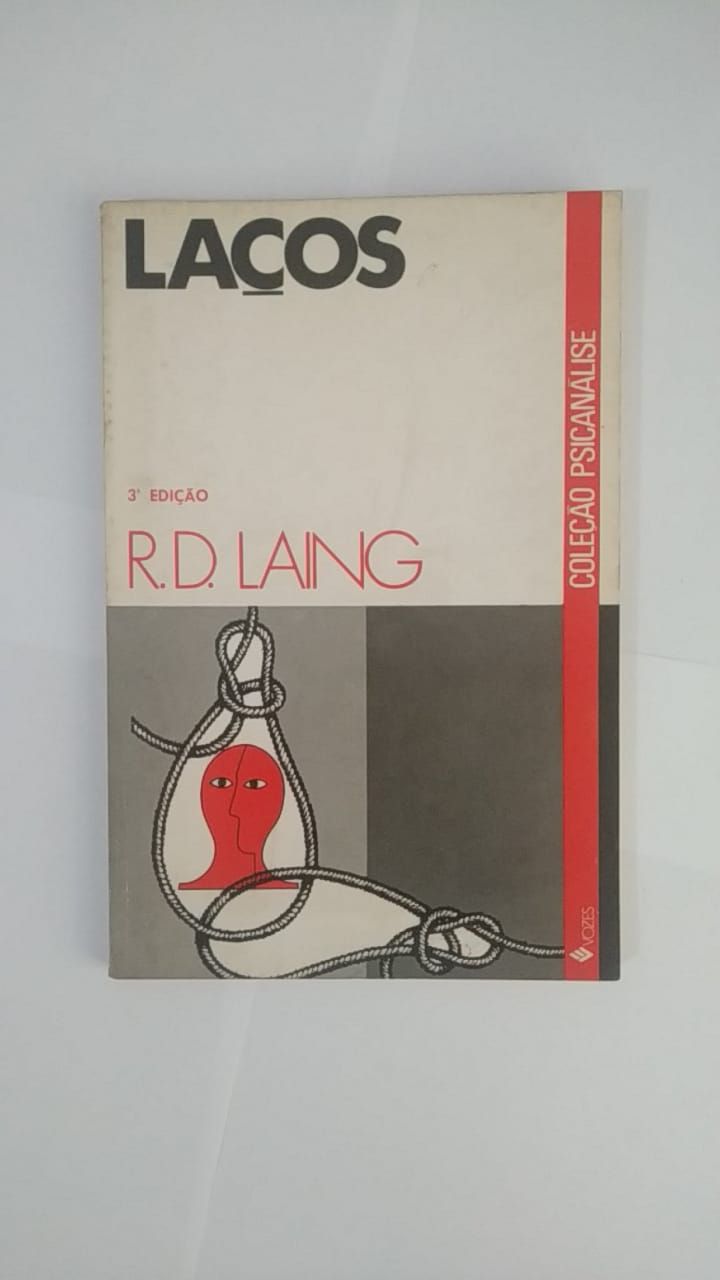 LAÇOS
3ª EDIÇÃO
R.D. LAING
COLEÇÃO PSICANÁLISE
VOZES